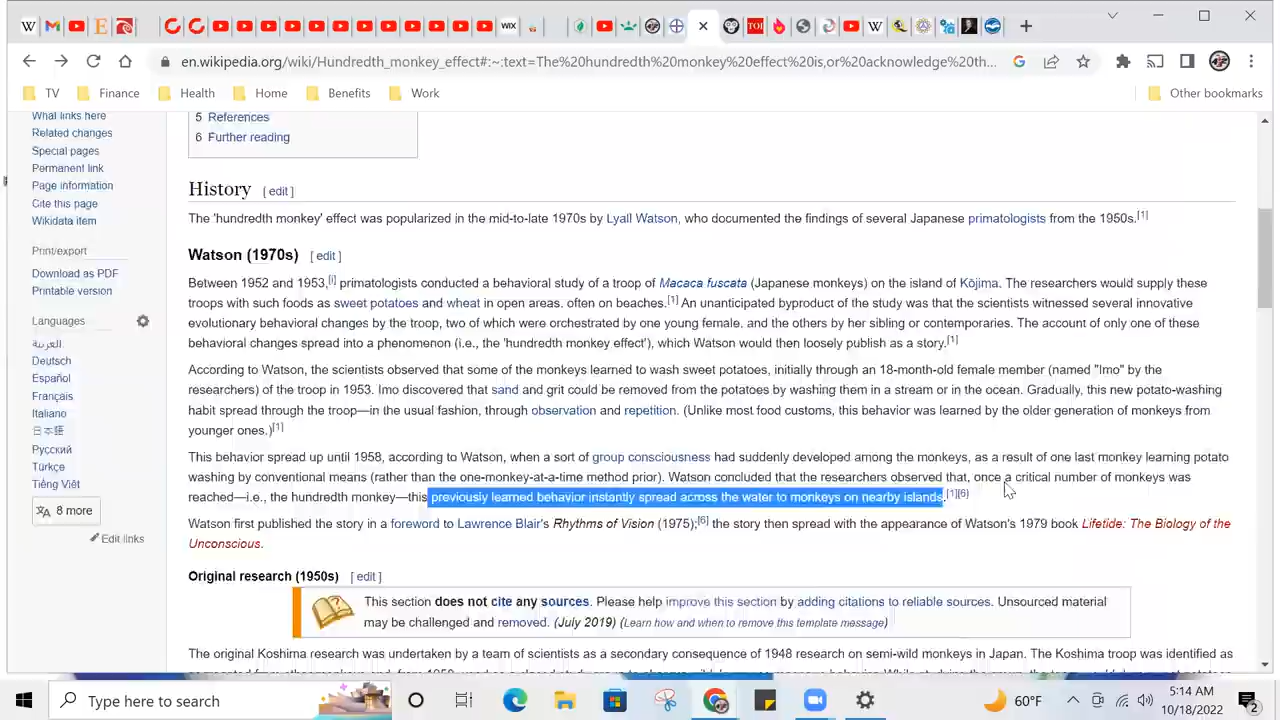 WIX
TOI
en.wikipedia.org/wiki/Hundredth_monkey_effect#:~:text=The%20hundredth%20monkey%20effect%20is,or%20acknowledge%20th...
TV Finance Health Home Benefits Work Other bookmarks
What links here
Related changes
Special pages
Permanent link
Page information
Cite this page
Wikidata item
Print/export
Download as PDF
Printable version
Languages
العربية
Deutsch
Español
Français
Italiano
日本語
Русский
Türkçe
Tiếng Việt
8 more
Edit links
5 References
6 Further reading
History [ edit ]
The 'hundredth monkey' effect was popularized in the mid-to-late 1970s by Lyall Watson, who documented the findings of several Japanese primatologists from the 1950s.[1]
Watson (1970s) [ edit ]
Between 1952 and 1953,[i] primatologists conducted a behavioral study of a troop of Macaca fuscata (Japanese monkeys) on the island of Kōjima. The researchers would supply these
troops with such foods as sweet potatoes and wheat in open areas, often on beaches.[1] An unanticipated byproduct of the study was that the scientists witnessed several innovative
evolutionary behavioral changes by the troop, two of which were orchestrated by one young female, and the others by her sibling or contemporaries. The account of only one of these
behavioral changes spread into a phenomenon (i.e., the 'hundredth monkey effect'), which Watson would then loosely publish as a story.[1]
According to Watson, the scientists observed that some of the monkeys learned to wash sweet potatoes, initially through an 18-month-old female member (named "Imo" by the
researchers) of the troop in 1953. Imo discovered that sand and grit could be removed from the potatoes by washing them in a stream or in the ocean. Gradually, this new potato-washing
habit spread through the troop—in the usual fashion, through observation and repetition. (Unlike most food customs, this behavior was learned by the older generation of monkeys from
younger ones.)[1]
This behavior spread up until 1958, according to Watson, when a sort of group consciousness had suddenly developed among the monkeys, as a result of one last monkey learning potato
washing by conventional means (rather than the one-monkey-at-a-time method prior). Watson concluded that the researchers observed that, once a critical number of monkeys was
reached—i.e., the hundredth monkey—this previously learned behavior instantly spread across the water to monkeys on nearby islands.[1][6]
Watson first published the story in a foreword to Lawrence Blair's Rhythms of Vision (1975);[6] the story then spread with the appearance of Watson's 1979 book Lifetide: The Biology of the
Unconscious.
Original research (1950s) [ edit ]
This section does not cite any sources. Please help improve this section by adding citations to reliable sources. Unsourced material
may be challenged and removed. (July 2019) (Learn how and when to remove this template message)
The original Koshima research was undertaken by a team of scientists as a secondary consequence of 1948 research on semi-wild monkeys in Japan. The Koshima troop was identified as
Type here to search
60°F
5:14 AM
10/18/2022
2